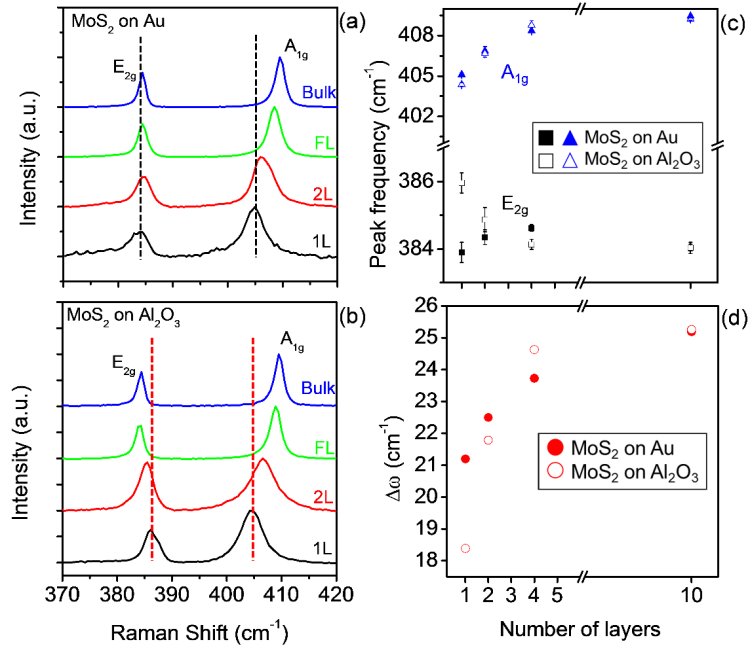 MoS2 on Au
(a)
E2g
A1g
Bulk
FL
2L
1L
Intensity (a.u.)
MoS2 on Al2O3
(b)
E2g
A1g
Bulk
FL
2L
1L
Intensity (a.u.)
370 380 390 400 410 420
Raman Shift (cm-1)
(c)
408
405
402
386
384
Peak frequency (cm-1)
A1g
MoS2 on Au
MoS2 on Al2O3
E2g
(d)
26
25
24
23
22
21
20
19
18
Δω (cm-1)
MoS2 on Au
MoS2 on Al2O3
1 2 3 4 5 10
Number of layers